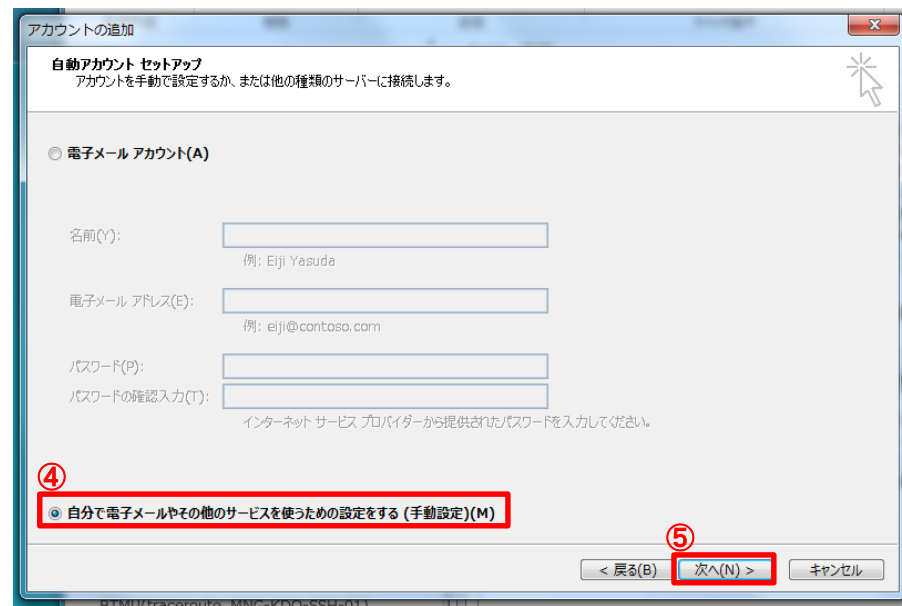 アカウントの追加
自動アカウント セットアップ
アカウントを手動で設定するか、または他の種類のサーバーに接続します。
電子メール アカウント(A)
名前(Y):
例: Eiji Yasuda
電子メール アドレス(E):
例: eiji@contoso.com
パスワード(P):
パスワードの確認入力(T):
インターネット サービス プロバイダーから提供されたパスワードを入力してください。
④
自分で電子メールやその他のサービスを使うための設定をする (手動設定)(M)
⑤
< 戻る(B)
次へ(N) >
キャンセル
BTMU(traceroute MNC-KDO-SSH-01)